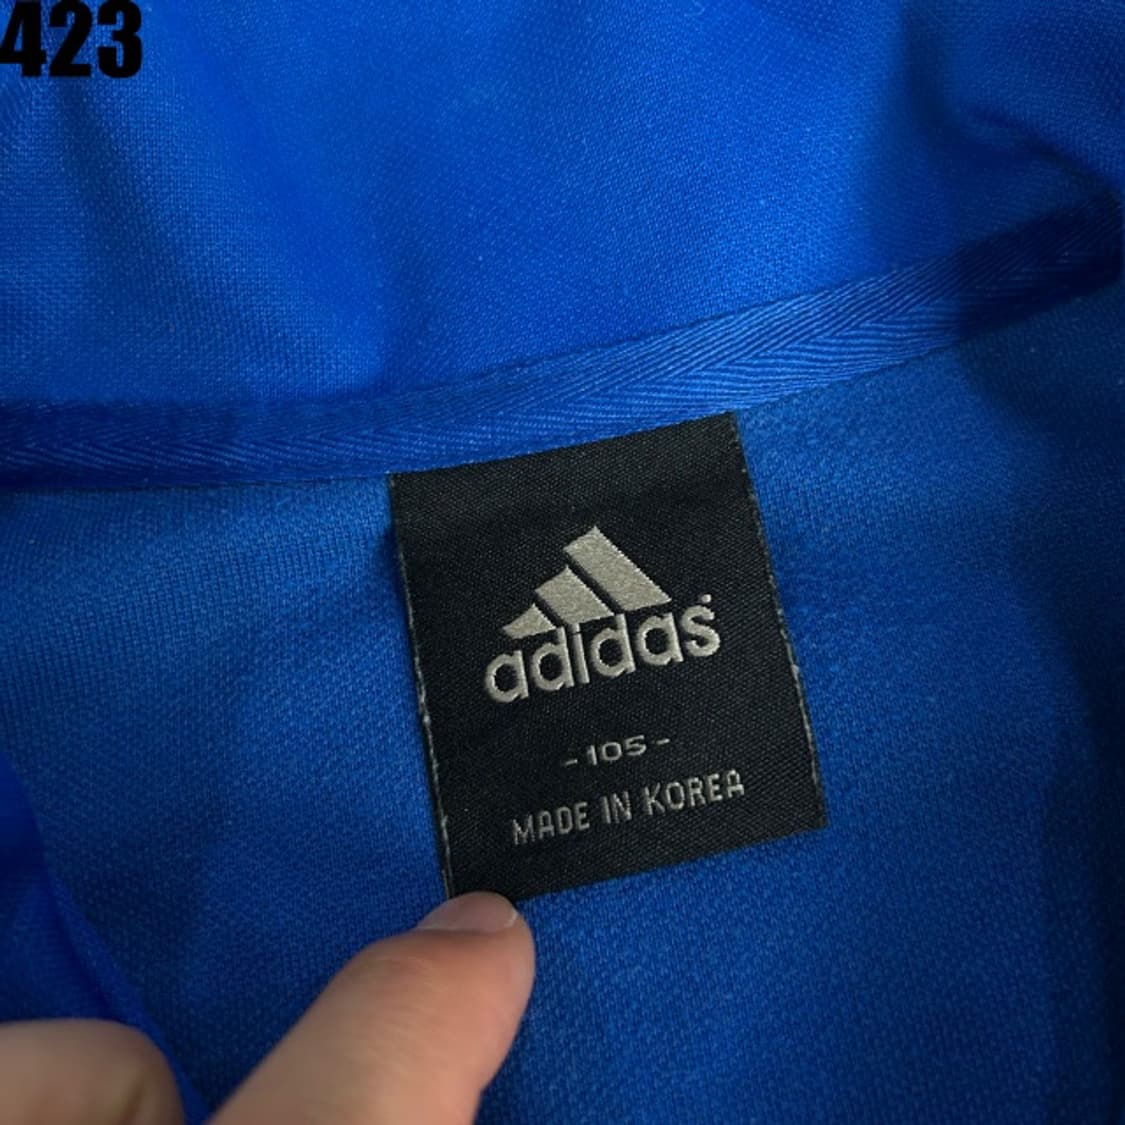 423
adidas
- 105 -
MADE IN KOREA